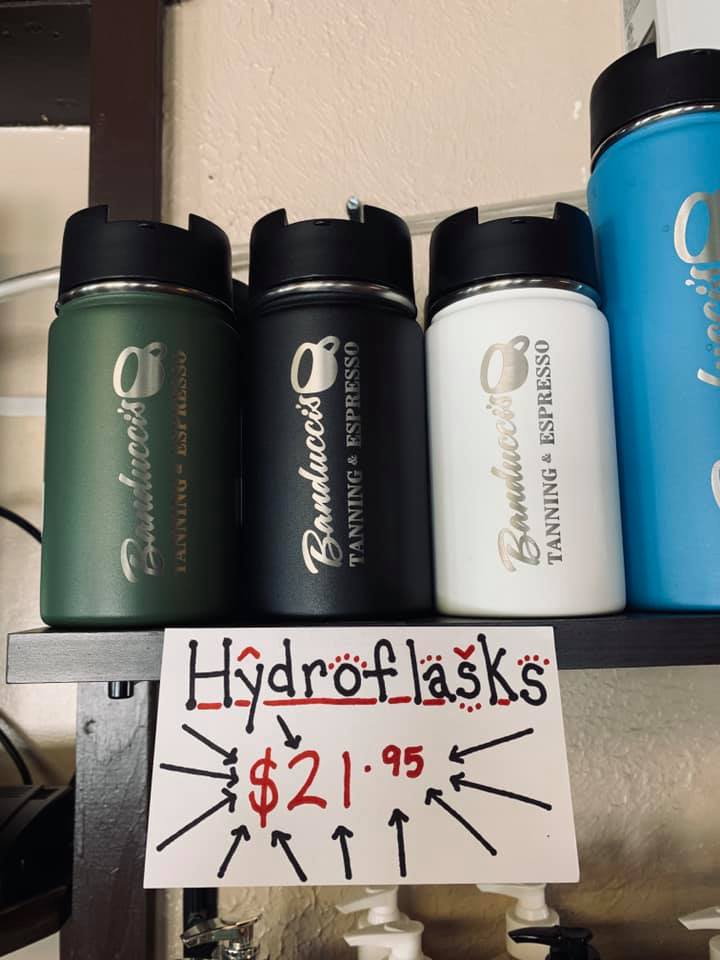 Banducci's
TANNING & ESPRESSO
Banducci's
TANNING & ESPRESSO
Banducci's
TANNING & ESPRESSO
Hydroflasks
$21.95